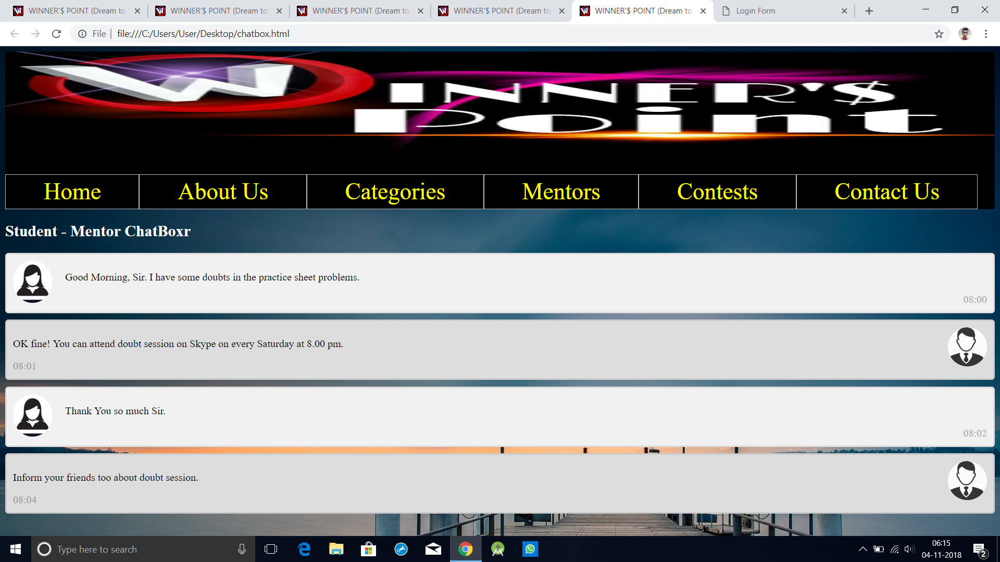 WINNER'$ POINT (Dream to
WINNER'$ POINT (Dream to
WINNER'$ POINT (Dream to
WINNER'$ POINT (Dream to
WINNER'$ POINT (Dream to
Login Form
File | file:///C:/Users/User/Desktop/chatbox.html
WINNER'$
Point
Home About Us Categories Mentors Contests Contact Us
Student - Mentor ChatBoxr
Good Morning, Sir. I have some doubts in the practice sheet problems.
08:00
OK fine! You can attend doubt session on Skype on every Saturday at 8.00 pm.
08:01
Thank You so much Sir.
08:02
Inform your friends too about doubt session.
08:04
Type here to search
06:15
04-11-2018
2